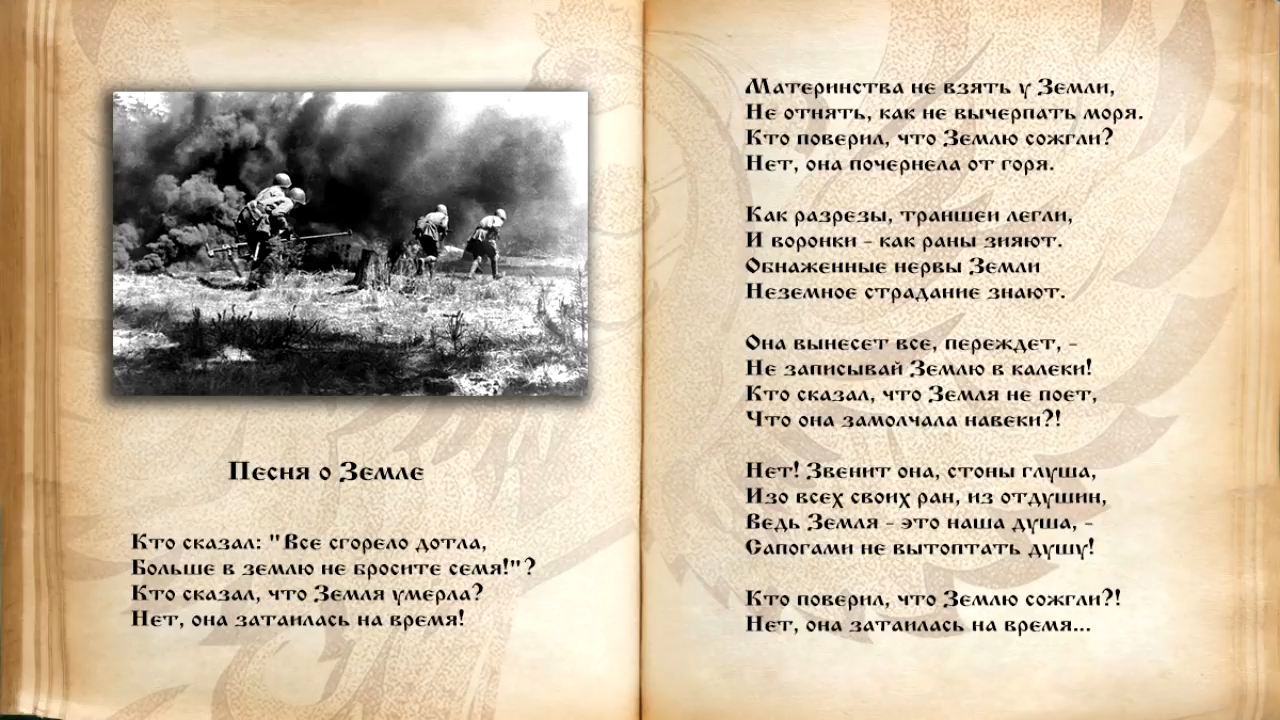 Песня о Земле
Кто сказал: "Все сгорело дотла,
Больше в землю не бросите семя!"?
Кто сказал, что Земля умерла?
Нет, она затаилась на время!
Материнства не взять у Земли,
Не отнять, как не вычерпать моря.
Кто поверил, что Землю сожгли?
Нет, она почернела от горя.
Как разрезы, траншеи легли,
И воронки - как раны зияют.
Обнаженные нервы Земли
Неземное страдание знают.
Она вынесет все, переждет, -
Не записывай Землю в калеки!
Кто сказал, что Земля не поет,
Что она замолчала навеки?!
Нет! Звенит она, стоны глуша,
Изо всех своих ран, из отдушин,
Ведь Земля - это наша душа, -
Сапогами не вытоптать душу!
Кто поверил, что Землю сожгли?!
Нет, она затаилась на время...